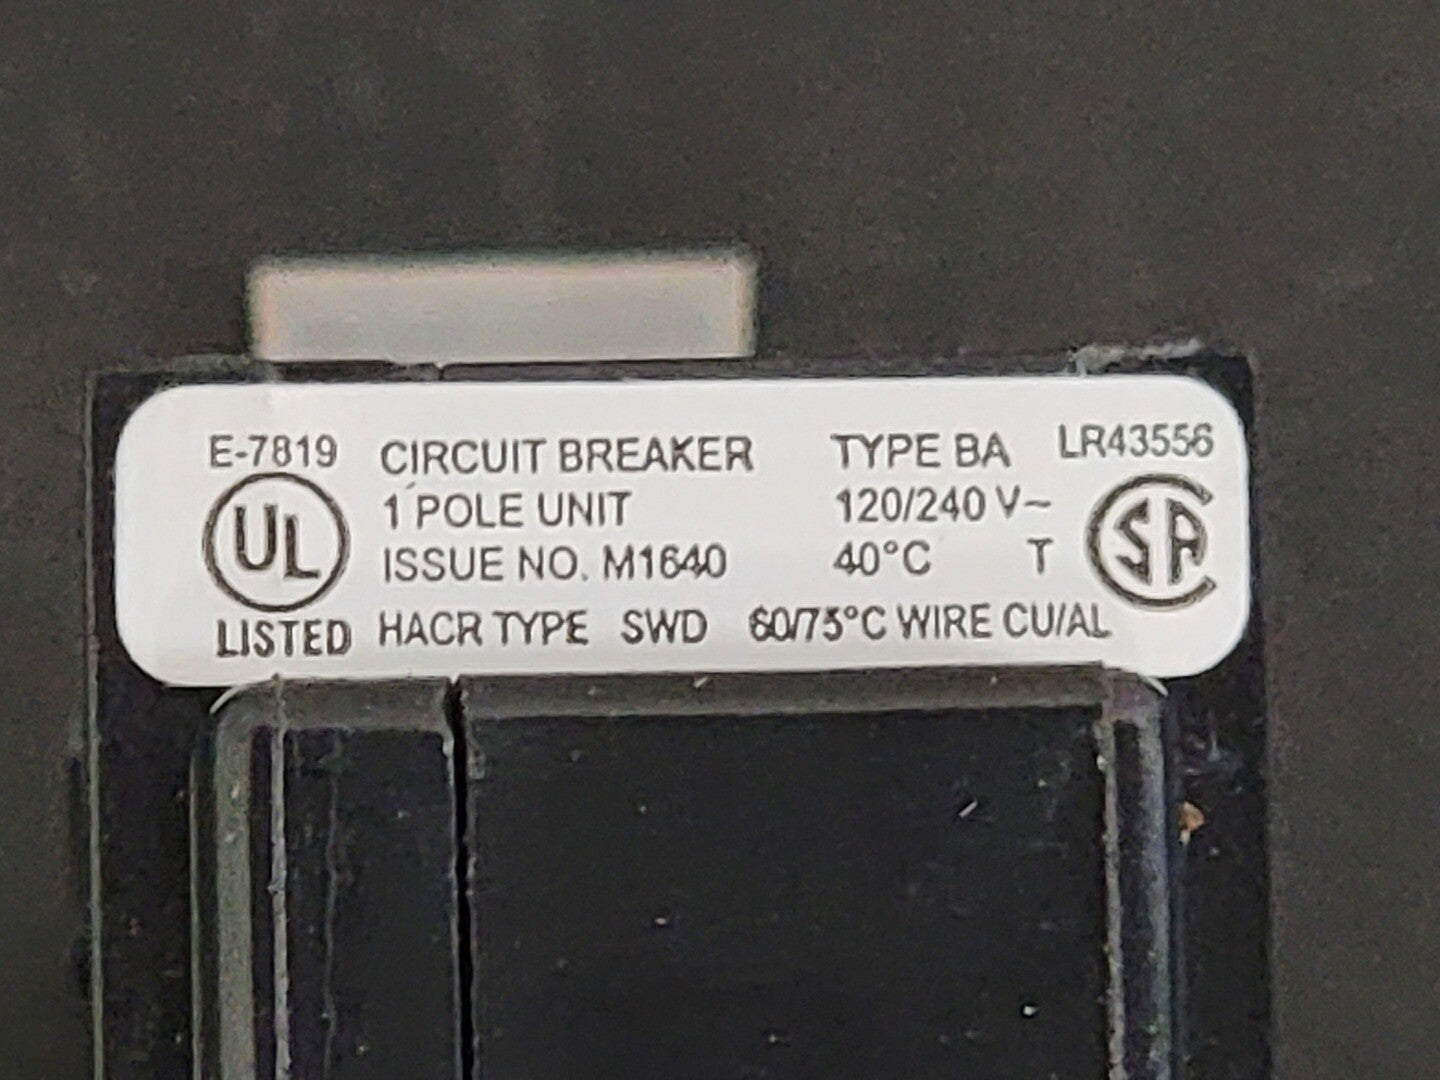 E-7819 CIRCUIT BREAKER TYPE BA LR43556
UL 1 POLE UNIT 120/240 V~ SA
ISSUE NO. M1640 40°C T
LISTED HACR TYPE SWD 60/75°C WIRE CU/AL